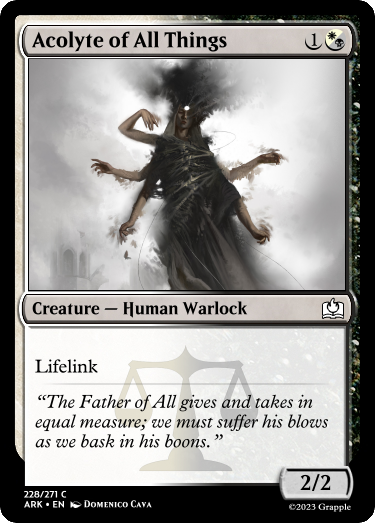 Acolyte of All Things 1
Creature — Human Warlock
Lifelink
“The Father of All gives and takes in
equal measure; we must suffer his blows
as we bask in his boons.”
2/2
228/271 C
ARK • EN Domenico Cava
©2023 Grapple